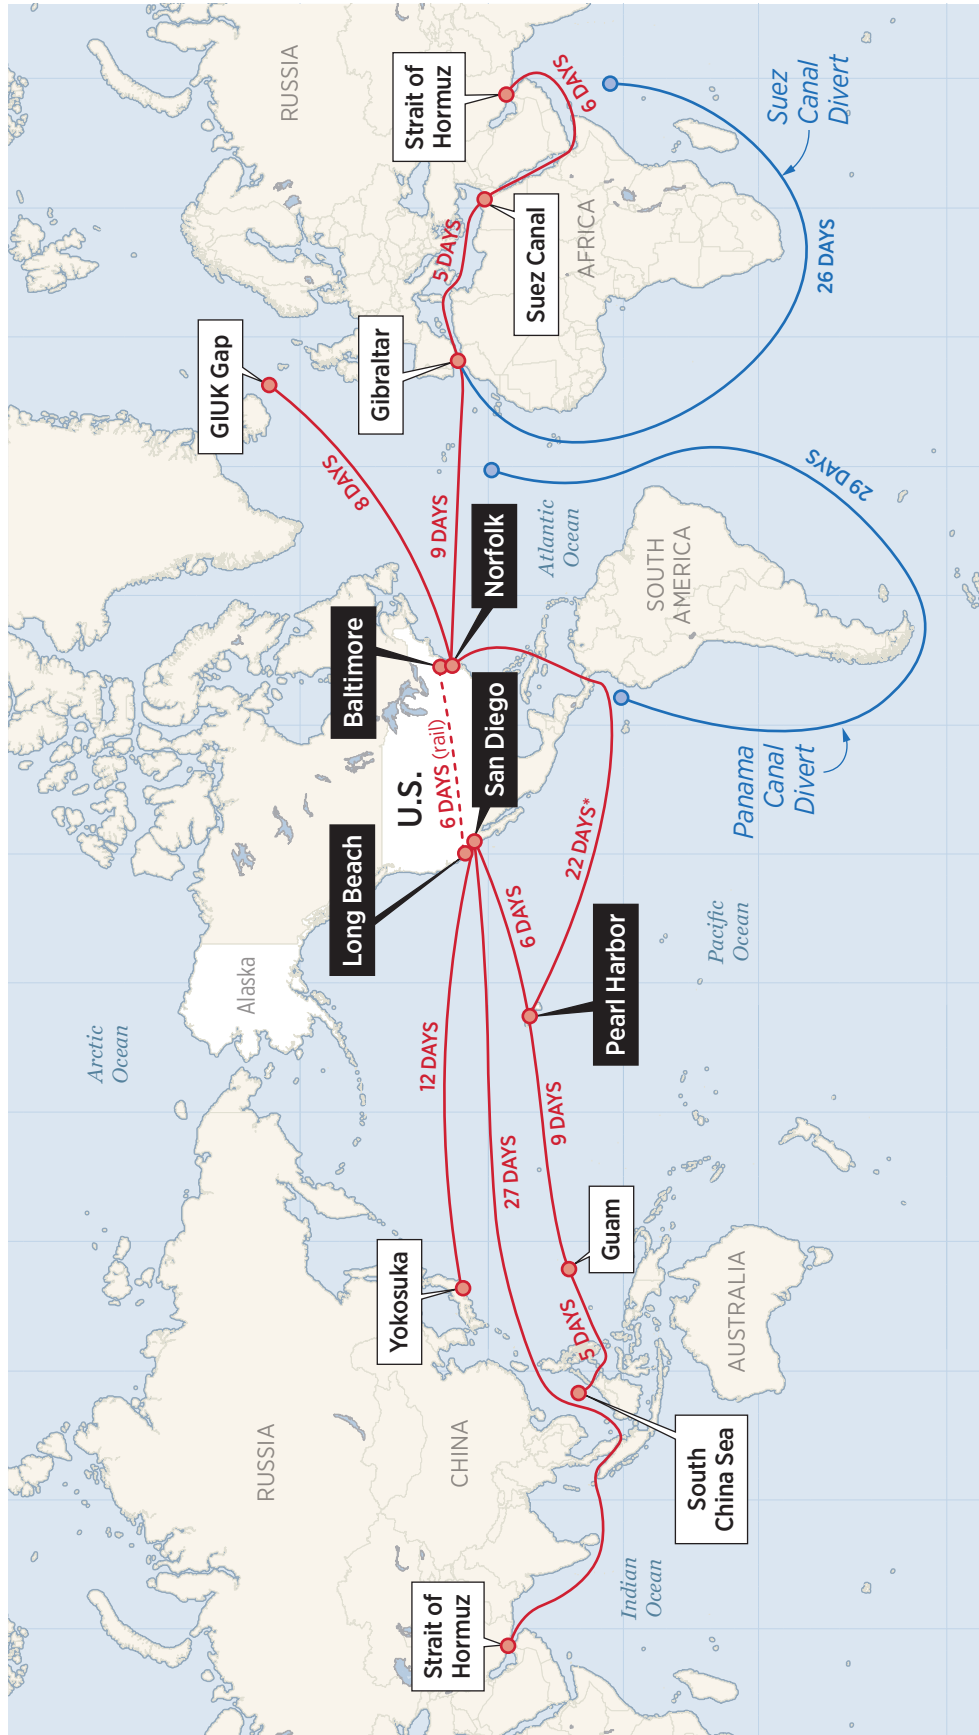 Arctic
Ocean
RUSSIA
RUSSIA
Alaska
GIUK Gap
Baltimore
8 DAYS
Strait of
Hormuz
Yokosuka
12 DAYS
Long Beach
U.S.
6 DAYS (rail)
Gibraltar
5 DAYS
Strait of
Hormuz
CHINA
9 DAYS
Norfolk
San Diego
Suez Canal
6 DAYS
27 DAYS
6 DAYS
Atlantic
Ocean
AFRICA
9 DAYS
22 DAYS*
Guam
5 DAYS
Pearl Harbor
Indian
Ocean
SOUTH
AMERICA
South
China Sea
Pacific
Ocean
AUSTRALIA
Panama
Canal
Divert
29 DAYS
26 DAYS
Suez
Canal
Divert